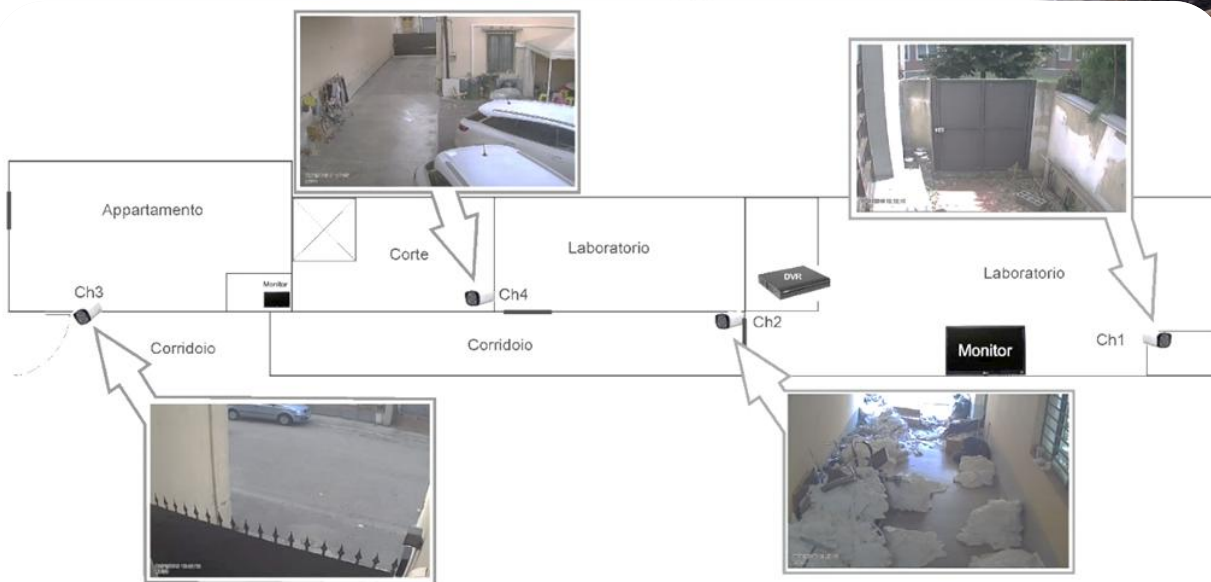 Appartamento
Corte
Laboratorio
DVR
Laboratorio
Monitor
Ch3
Ch4
Ch2
Ch1
Corridoio
Corridoio
Monitor